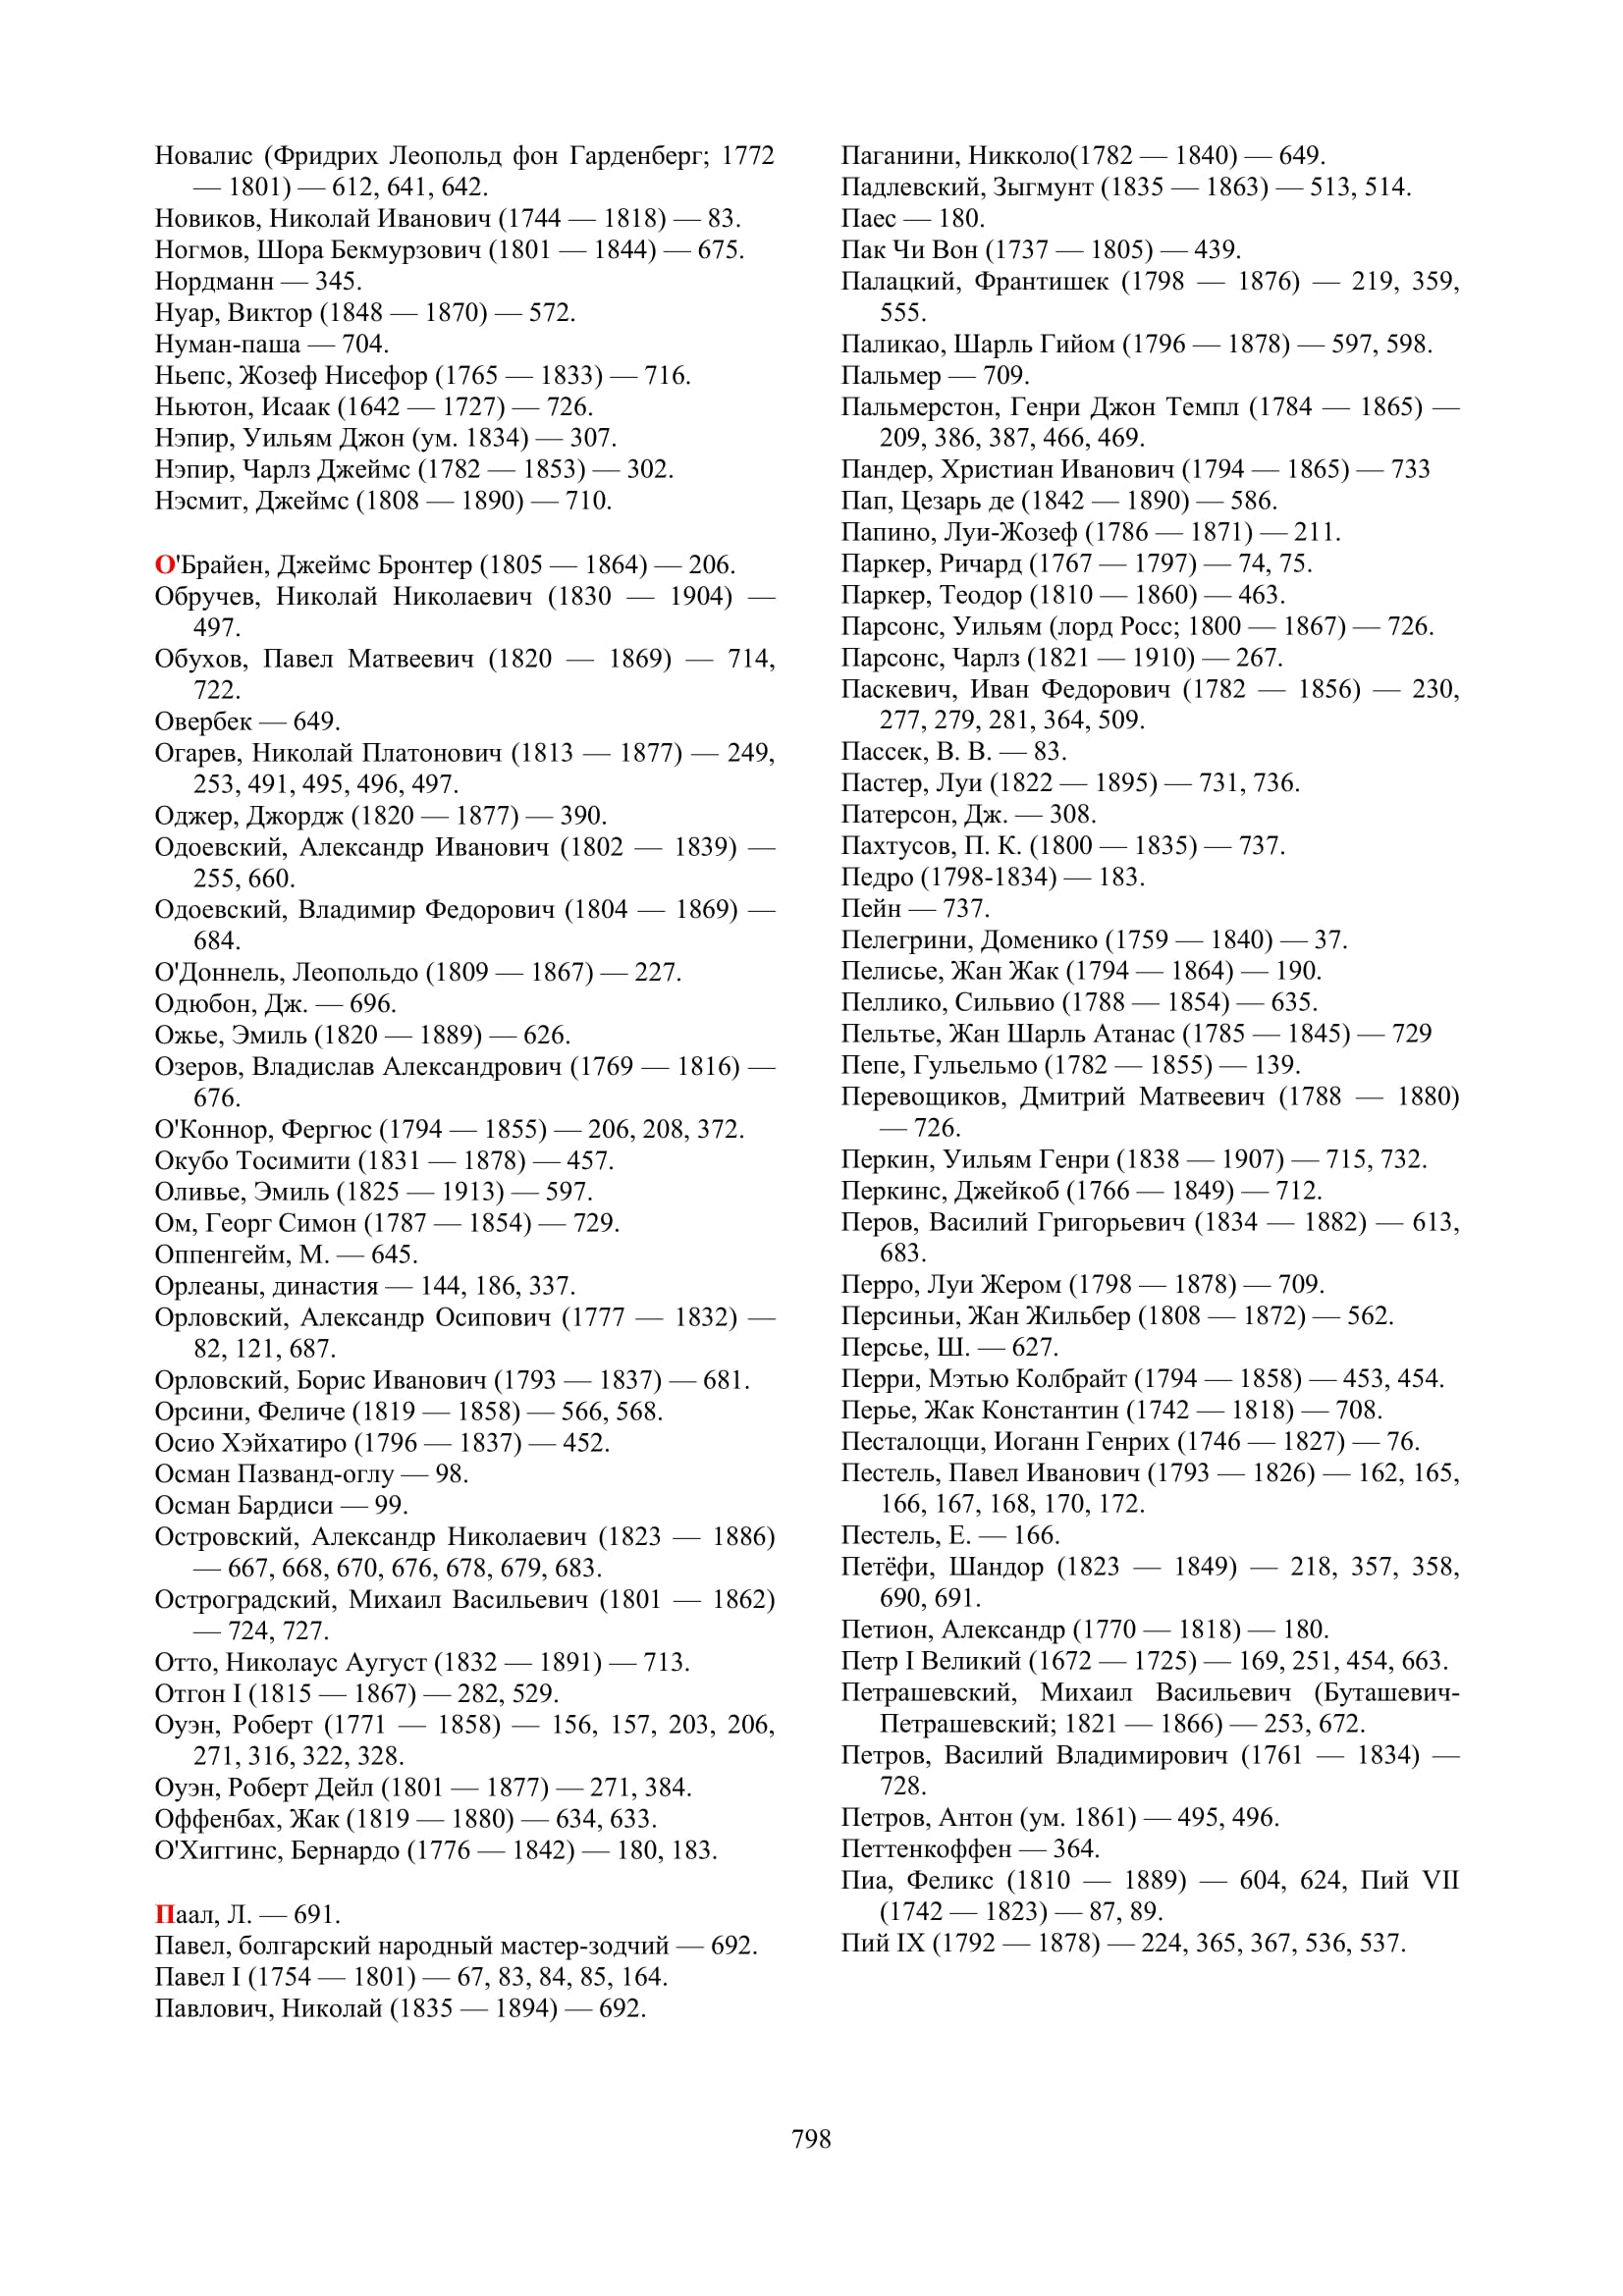 Новалис (Фридрих Леопольд фон Гарденберг; 1772
— 1801) — 612, 641, 642.
Новиков, Николай Иванович (1744 — 1818) — 83.
Ногмов, Шора Бекмурзович (1801 — 1844) — 675.
Нордманн — 345.
Нуар, Виктор (1848 — 1870) — 572.
Нуман-паша — 704.
Ньепс, Жозеф Нисефор (1765 — 1833) — 716.
Ньютон, Исаак (1642 — 1727) — 726.
Нэпир, Уильям Джон (ум. 1834) — 307.
Нэпир, Чарлз Джеймс (1782 — 1853) — 302.
Нэсмит, Джеймс (1808 — 1890) — 710.
О'Брайен, Джеймс Бронтер (1805 — 1864) — 206.
Обручев, Николай Николаевич (1830 — 1904) —
497.
Обухов, Павел Матвеевич (1820 — 1869) — 714,
722.
Овербек — 649.
Огарев, Николай Платонович (1813 — 1877) — 249,
253, 491, 495, 496, 497.
Оджер, Джордж (1820 — 1877) — 390.
Одоевский, Александр Иванович (1802 — 1839) —
255, 660.
Одоевский, Владимир Федорович (1804 — 1869) —
684.
О'Доннель, Леопольдо (1809 — 1867) — 227.
Одюбон, Дж. — 696.
Ожье, Эмиль (1820 — 1889) — 626.
Озеров, Владислав Александрович (1769 — 1816) —
676.
О'Коннор, Фергюс (1794 — 1855) — 206, 208, 372.
Окубо Тосимити (1831 — 1878) — 457.
Оливье, Эмиль (1825 — 1913) — 597.
Ом, Георг Симон (1787 — 1854) — 729.
Оппенгейм, М. — 645.
Орлеаны, династия — 144, 186, 337.
Орловский, Александр Осипович (1777 — 1832) —
82, 121, 687.
Орловский, Борис Иванович (1793 — 1837) — 681.
Орсини, Феличе (1819 — 1858) — 566, 568.
Осио Хэйхатиро (1796 — 1837) — 452.
Осман Пазванд-оглу — 98.
Осман Бардиси — 99.
Островский, Александр Николаевич (1823 — 1886)
— 667, 668, 670, 676, 678, 679, 683.
Остроградский, Михаил Васильевич (1801 — 1862)
— 724, 727.
Отто, Николаус Аугуст (1832 — 1891) — 713.
Отгон I (1815 — 1867) — 282, 529.
Оуэн, Роберт (1771 — 1858) — 156, 157, 203, 206,
271, 316, 322, 328.
Оуэн, Роберт Дейл (1801 — 1877) — 271, 384.
Оффенбах, Жак (1819 — 1880) — 634, 633.
О'Хиггинс, Бернардо (1776 — 1842) — 180, 183.
Паал, Л. — 691.
Павел, болгарский народный мастер-зодчий — 692.
Павел I (1754 — 1801) — 67, 83, 84, 85, 164.
Павлович, Николай (1835 — 1894) — 692.
Паганини, Никколо(1782 — 1840) — 649.
Падлевский, Зыгмунт (1835 — 1863) — 513, 514.
Паес — 180.
Пак Чи Вон (1737 — 1805) — 439.
Палацкий, Франтишек (1798 — 1876) — 219, 359,
555.
Паликао, Шарль Гийом (1796 — 1878) — 597, 598.
Пальмер — 709.
Пальмерстон, Генри Джон Темпл (1784 — 1865) —
209, 386, 387, 466, 469.
Пандер, Христиан Иванович (1794 — 1865) — 733
Пап, Цезарь де (1842 — 1890) — 586.
Папино, Луи-Жозеф (1786 — 1871) — 211.
Паркер, Ричард (1767 — 1797) — 74, 75.
Паркер, Теодор (1810 — 1860) — 463.
Парсонс, Уильям (лорд Росс; 1800 — 1867) — 726.
Парсонс, Чарлз (1821 — 1910) — 267.
Паскевич, Иван Федорович (1782 — 1856) — 230,
277, 279, 281, 364, 509.
Пассек, В. В. — 83.
Пастер, Луи (1822 — 1895) — 731, 736.
Патерсон, Дж. — 308.
Пахтусов, П. К. (1800 — 1835) — 737.
Педро (1798-1834) — 183.
Пейн — 737.
Пелегрини, Доменико (1759 — 1840) — 37.
Пелисье, Жан Жак (1794 — 1864) — 190.
Пеллико, Сильвио (1788 — 1854) — 635.
Пельтье, Жан Шарль Атанас (1785 — 1845) — 729
Пепе, Гульельмо (1782 — 1855) — 139.
Перевощиков, Дмитрий Матвеевич (1788 — 1880)
— 726.
Перкин, Уильям Генри (1838 — 1907) — 715, 732.
Перкинс, Джейкоб (1766 — 1849) — 712.
Перов, Василий Григорьевич (1834 — 1882) — 613,
683.
Перро, Луи Жером (1798 — 1878) — 709.
Персиньи, Жан Жильбер (1808 — 1872) — 562.
Персье, Ш. — 627.
Перри, Мэтью Колбрайт (1794 — 1858) — 453, 454.
Перье, Жак Константин (1742 — 1818) — 708.
Песталоцци, Иоганн Генрих (1746 — 1827) — 76.
Пестель, Павел Иванович (1793 — 1826) — 162, 165,
166, 167, 168, 170, 172.
Пестель, Е. — 166.
Петёфи, Шандор (1823 — 1849) — 218, 357, 358,
690, 691.
Петион, Александр (1770 — 1818) — 180.
Петр I Великий (1672 — 1725) — 169, 251, 454, 663.
Петрашевский, Михаил Васильевич (Буташевич-
Петрашевский; 1821 — 1866) — 253, 672.
Петров, Василий Владимирович (1761 — 1834) —
728.
Петров, Антон (ум. 1861) — 495, 496.
Петтенкоффен — 364.
Пиа, Феликс (1810 — 1889) — 604, 624, Пий VII
(1742 — 1823) — 87, 89.
Пий IX (1792 — 1878) — 224, 365, 367, 536, 537.
798